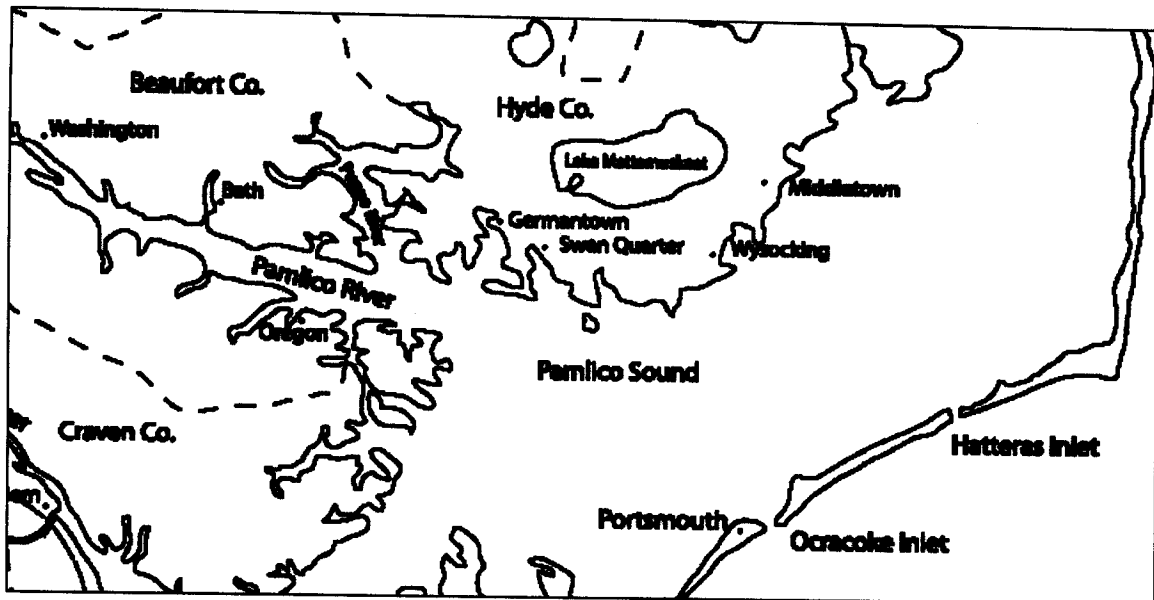 Beaufort Co.
Hyde Co.
Washington
Lake Mattamuskeet
Bath
Middletown
Germantown
Swan Quarter
Wysocking
Pamlico River
Oregon
Pamlico Sound
Craven Co.
Hatteras Inlet
Portsmouth
Ocracoke Inlet